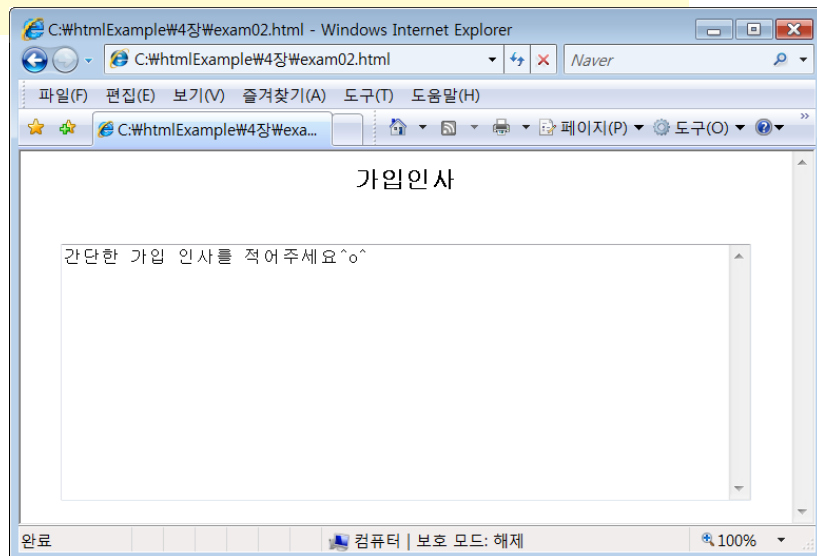 C:₩htmlExample₩4장₩exam02.html - Windows Internet Explorer
C:₩htmlExample₩4장₩exam02.html Naver
파일(F) 편집(E) 보기(V) 즐겨찾기(A) 도구(T) 도움말(H)
C:₩htmlExample₩4장₩exa... 페이지(P) 도구(O)
가입인사
간단한 가입 인사를 적어주세요^o^
완료 컴퓨터 | 보호 모드: 해제 100%